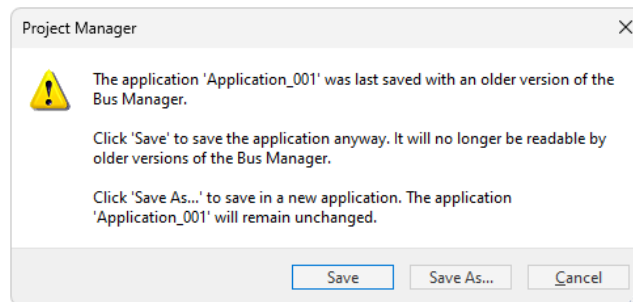 Project Manager
The application 'Application_001' was last saved with an older version of the
Bus Manager.
Click 'Save' to save the application anyway. It will no longer be readable by
older versions of the Bus Manager.
Click 'Save As...' to save in a new application. The application
'Application_001' will remain unchanged.
Save
Save As...
Cancel